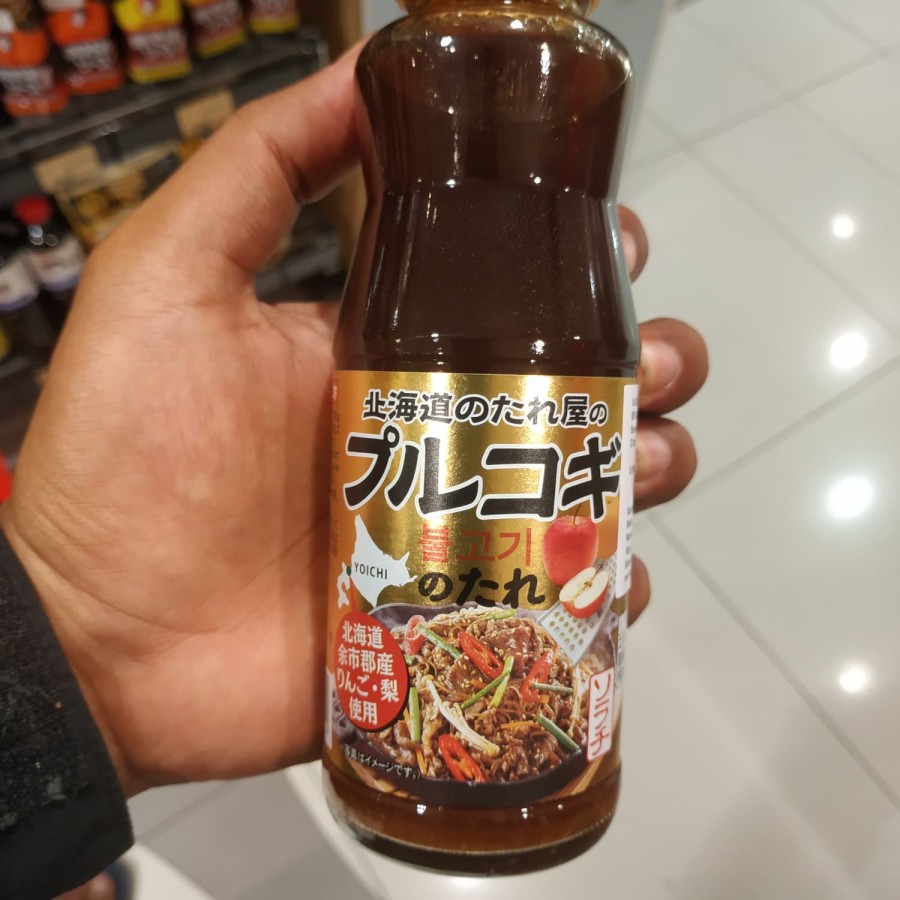 北海道のたれ屋の
プルコギ
불고기
のたれ
YOICHI
北海道
余市郡産
りんご・梨
使用
ソラチ
写真はイメージです。